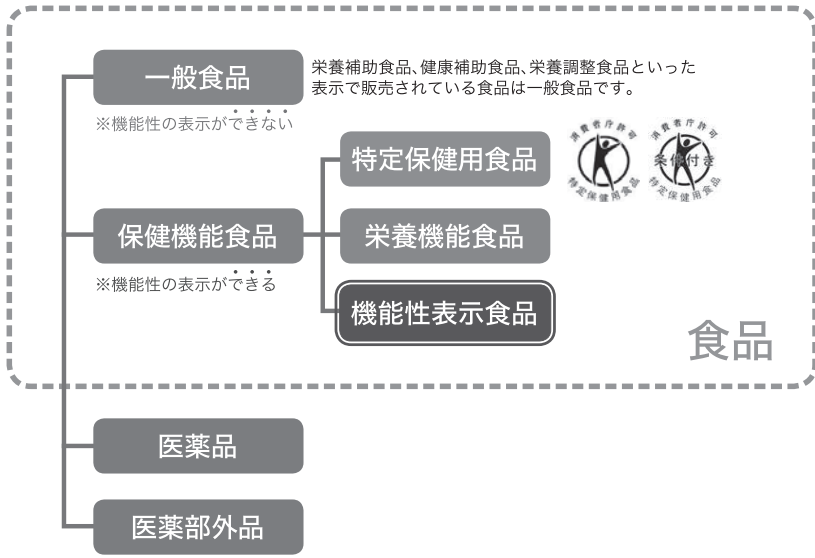 一般食品
栄養補助食品、健康補助食品、栄養調整食品といった
表示で販売されている食品は一般食品です。
※機能性の表示ができない
特定保健用食品
消費者庁許可
特定保健用食品
消費者庁許可
条件付き
特定保健用食品
保健機能食品
※機能性の表示ができる
栄養機能食品
機能性表示食品
食品
医薬品
医薬部外品